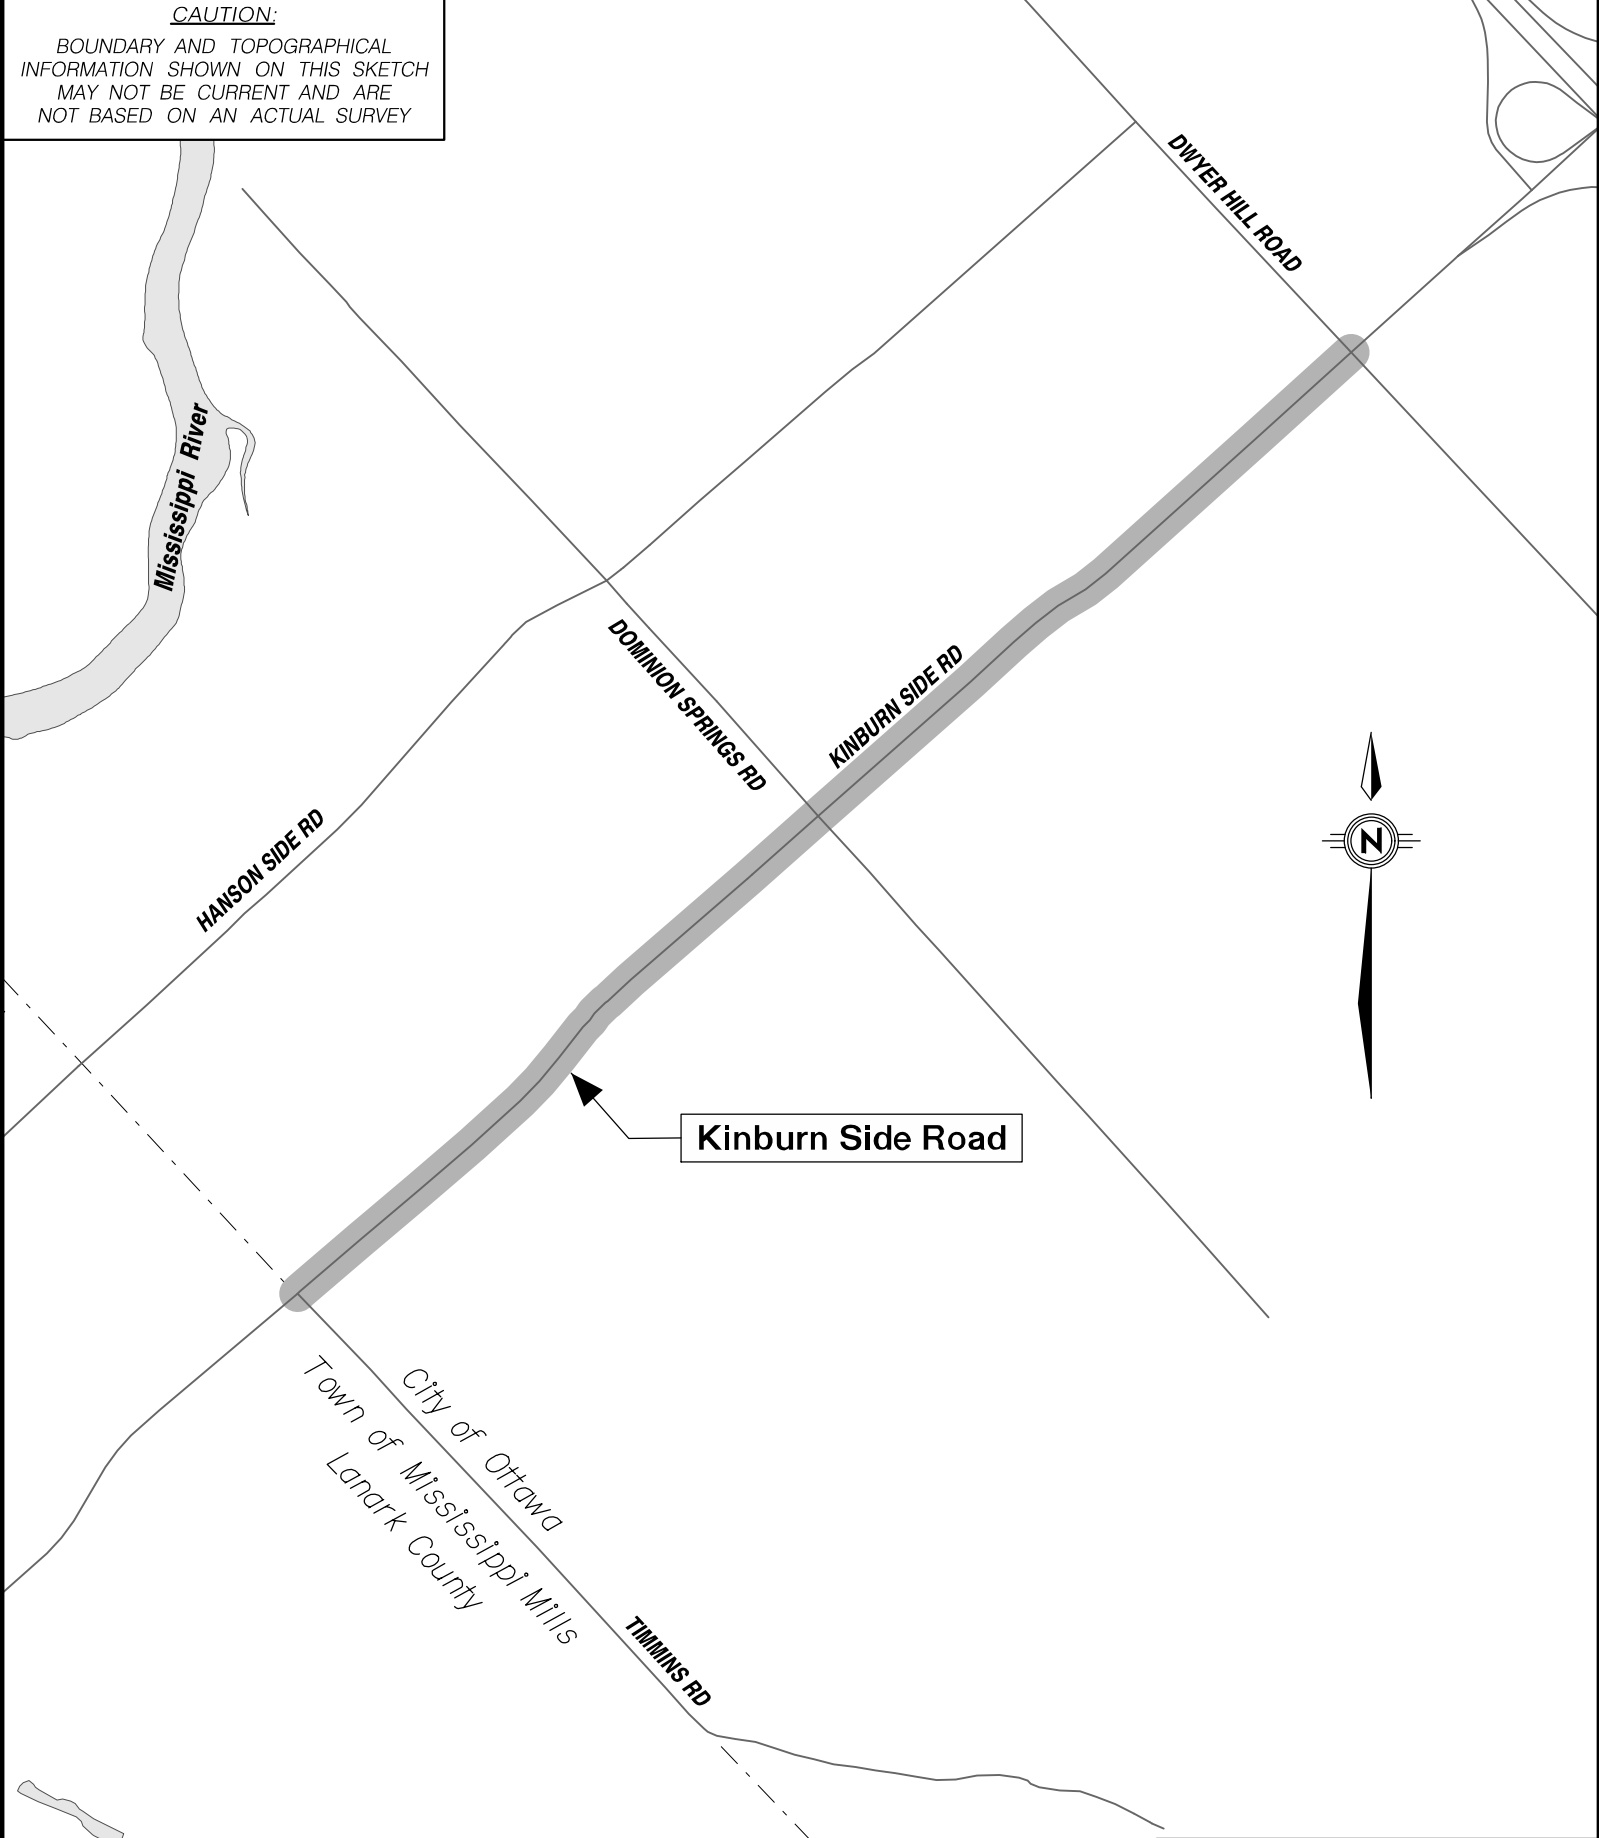 CAUTION:
BOUNDARY AND TOPOGRAPHICAL
INFORMATION SHOWN ON THIS SKETCH
MAY NOT BE CURRENT AND ARE
NOT BASED ON AN ACTUAL SURVEY
DWYER HILL ROAD
Mississippi River
DOMINION SPRINGS RD
KINBURN SIDE RD
HANSON SIDE RD
N
Kinburn Side Road
City of Ottawa
Town of Mississippi Mills
Lanark County
TIMMINS RD